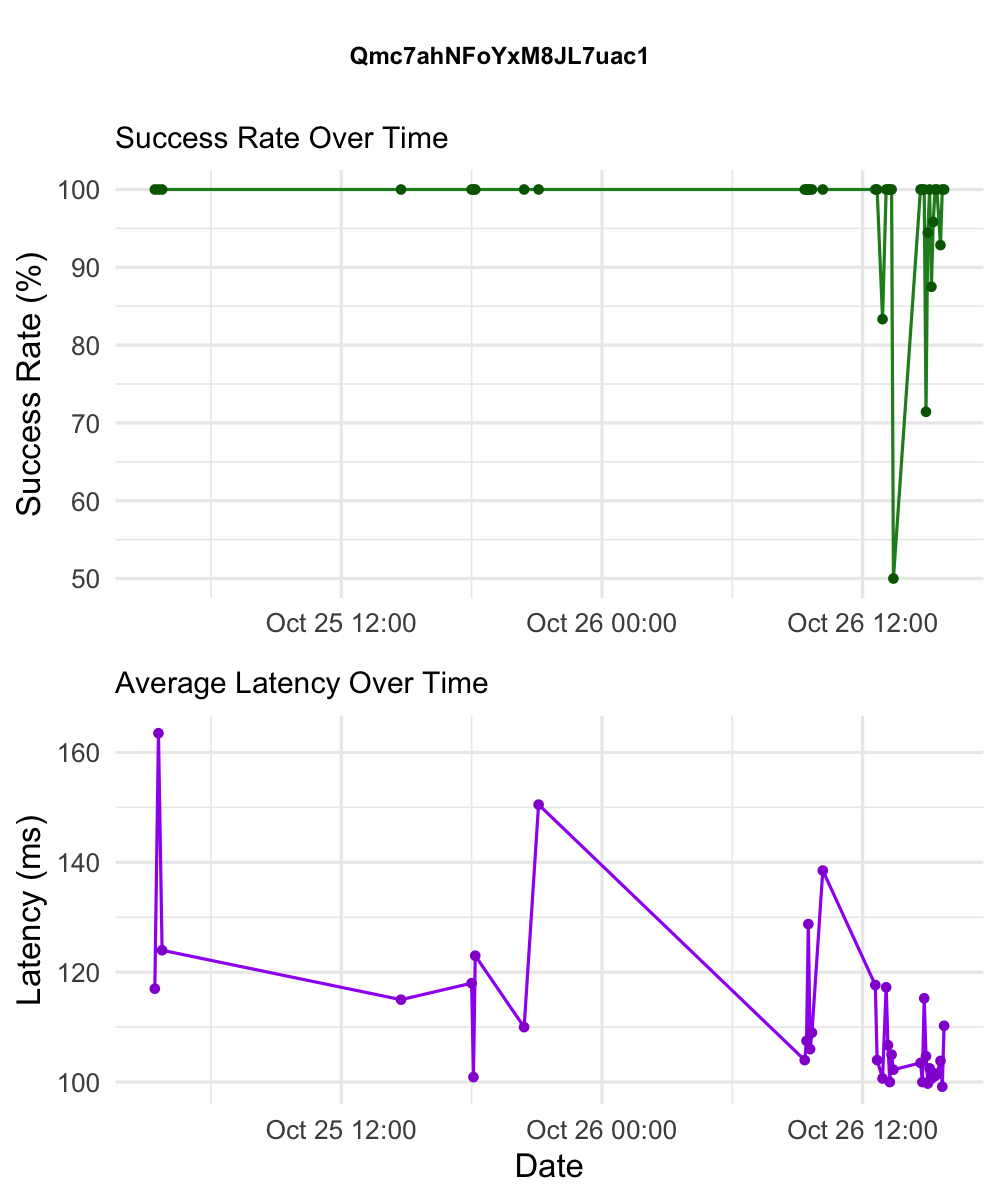 Qmc7ahNFoYxM8JL7uac1
Success Rate Over Time
Success Rate (%)
100
90
80
70
60
50
Oct 25 12:00 Oct 26 00:00 Oct 26 12:00
Average Latency Over Time
Latency (ms)
160
140
120
100
Oct 25 12:00 Oct 26 00:00 Oct 26 12:00
Date